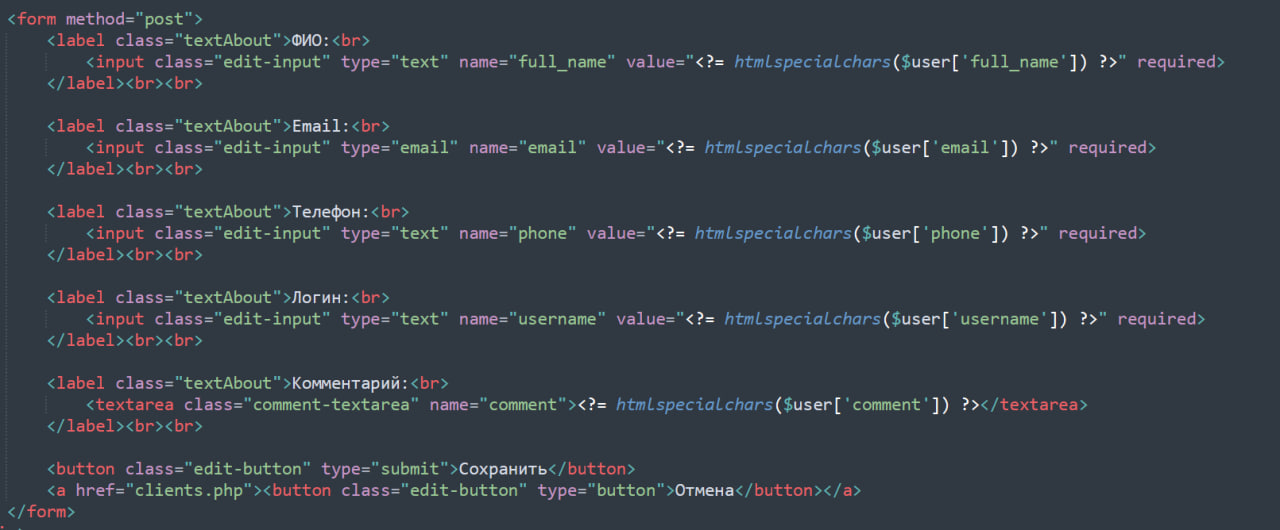 <form method="post">
<label class="textAbout">ФИО:<br>
<input class="edit-input" type="text" name="full_name" value="<?= htmlspecialchars($user['full_name']) ?>" required>
</label><br><br>
<label class="textAbout">Email:<br>
<input class="edit-input" type="email" name="email" value="<?= htmlspecialchars($user['email']) ?>" required>
</label><br><br>
<label class="textAbout">Телефон:<br>
<input class="edit-input" type="text" name="phone" value="<?= htmlspecialchars($user['phone']) ?>" required>
</label><br><br>
<label class="textAbout">Логин:<br>
<input class="edit-input" type="text" name="username" value="<?= htmlspecialchars($user['username']) ?>" required>
</label><br><br>
<label class="textAbout">Комментарий:<br>
<textarea class="comment-textarea" name="comment"><?= htmlspecialchars($user['comment']) ?></textarea>
</label><br><br>
<button class="edit-button" type="submit">Сохранить</button>
<a href="clients.php"><button class="edit-button" type="button">Отмена</button></a>
</form>